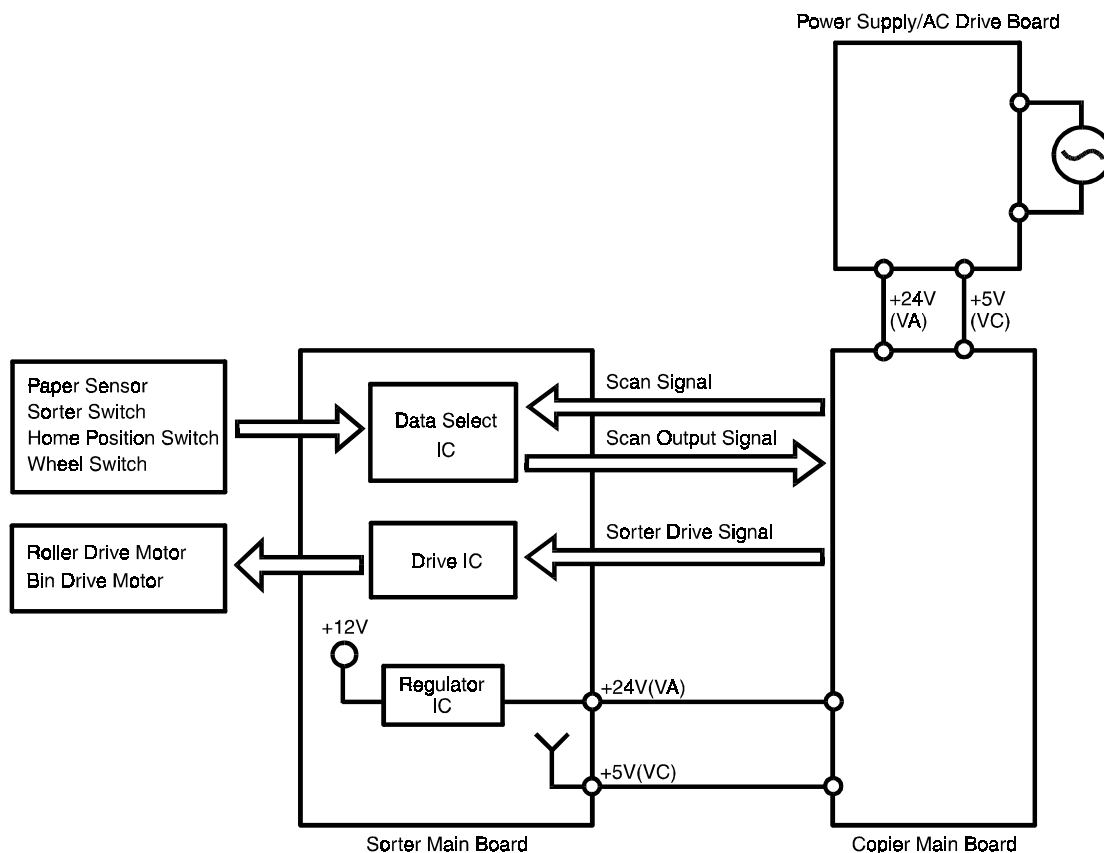 Power Supply/AC Drive Board
+24V
(VA)
+5V
(VC)
Paper Sensor
Sorter Switch
Home Position Switch
Wheel Switch
Data Select
IC
Scan Signal
Scan Output Signal
Roller Drive Motor
Bin Drive Motor
Drive IC
Sorter Drive Signal
+12V
Regulator
IC
+24V(VA)
+5V(VC)
Sorter Main Board
Copier Main Board